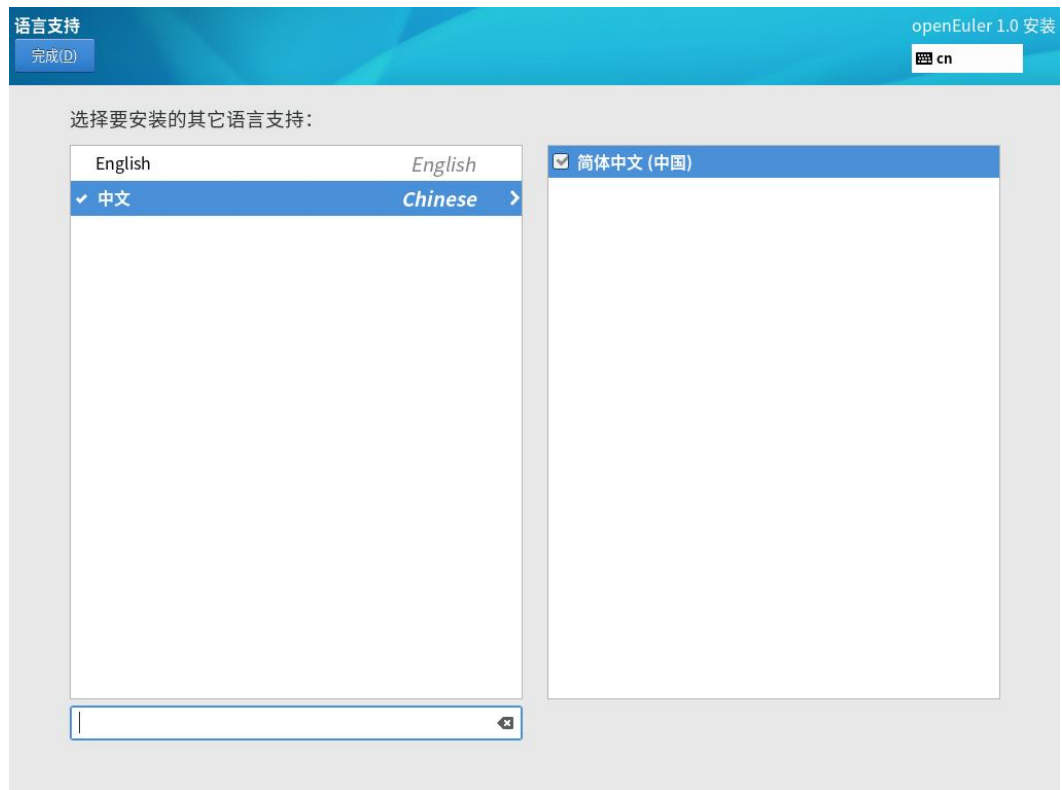 语言支持
完成(D)
openEuler 1.0 安装
cn
选择要安装的其它语言支持：
English English
中文 Chinese
简体中文 (中国)